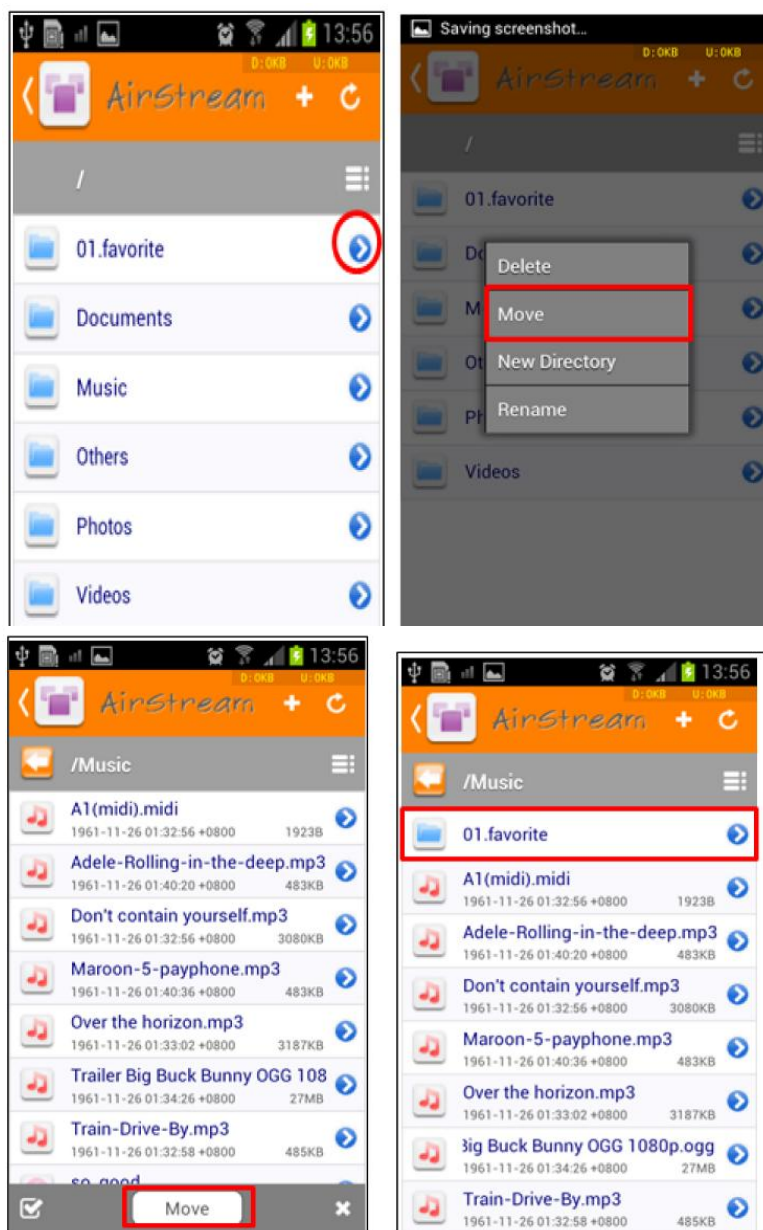 13:56
D:0KB U:0KB
AirStream
/
01.favorite
Documents
Music
Others
Photos
Videos
Saving screenshot...
D:0KB U:0KB
AirStream
/
01.favorite
Do
Delete
M
Move
Ot
New Directory
Ph
Rename
Videos
13:56
D:0KB U:0KB
AirStream
/Music
A1(midi).midi
1961-11-26 01:32:56 +0800 1923B
Adele-Rolling-in-the-deep.mp3
1961-11-26 01:40:20 +0800 483KB
Don't contain yourself.mp3
1961-11-26 01:32:56 +0800 3080KB
Maroon-5-payphone.mp3
1961-11-26 01:40:36 +0800 483KB
Over the horizon.mp3
1961-11-26 01:33:02 +0800 3187KB
Trailer Big Buck Bunny OGG 108
1961-11-26 01:34:26 +0800 27MB
Train-Drive-By.mp3
1961-11-26 01:32:58 +0800 485KB
so good
Move
13:56
D:0KB U:0KB
AirStream
/Music
01.favorite
A1(midi).midi
1961-11-26 01:32:56 +0800 1923B
Adele-Rolling-in-the-deep.mp3
1961-11-26 01:40:20 +0800 483KB
Don't contain yourself.mp3
1961-11-26 01:32:56 +0800 3080KB
Maroon-5-payphone.mp3
1961-11-26 01:40:36 +0800 483KB
Over the horizon.mp3
1961-11-26 01:33:02 +0800 3187KB
Big Buck Bunny OGG 1080p.ogg
1961-11-26 01:34:26 +0800 27MB
Train-Drive-By.mp3
1961-11-26 01:32:58 +0800 485KB